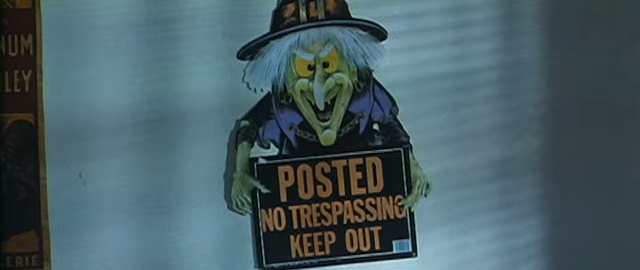 NUM
LEY
ERIE
POSTED
NO TRESPASSING
KEEP OUT